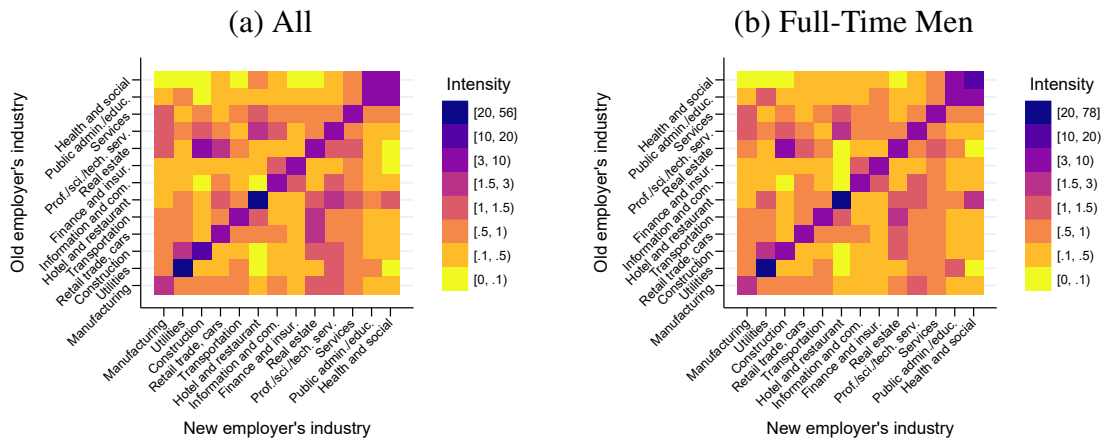 (a) All
Old employer's industry
Health and social
Public admin./educ.
Services
Prof./sci./tech. serv.
Real estate
Finance and insur.
Information and com.
Hotel and restaurant
Transportation
Retail trade, cars
Construction
Utilities
Manufacturing
Manufacturing
Utilities
Construction
Retail trade, cars
Transportation
Hotel and restaurant
Information and com.
Finance and insur.
Real estate
Prof./sci./tech. serv.
Services
Public admin./educ.
Health and social
New employer's industry
Intensity
[20, 56]
[10, 20)
[3, 10)
[1.5, 3)
[1, 1.5)
[.5, 1)
[.1, .5)
[0, .1)
(b) Full-Time Men
Old employer's industry
Health and social
Public admin./educ.
Services
Prof./sci./tech. serv.
Real estate
Finance and insur.
Information and com.
Hotel and restaurant
Transportation
Retail trade, cars
Construction
Utilities
Manufacturing
Manufacturing
Utilities
Construction
Retail trade, cars
Transportation
Hotel and restaurant
Information and com.
Finance and insur.
Real estate
Prof./sci./tech. serv.
Services
Public admin./educ.
Health and social
New employer's industry
Intensity
[20, 78]
[10, 20)
[3, 10)
[1.5, 3)
[1, 1.5)
[.5, 1)
[.1, .5)
[0, .1)